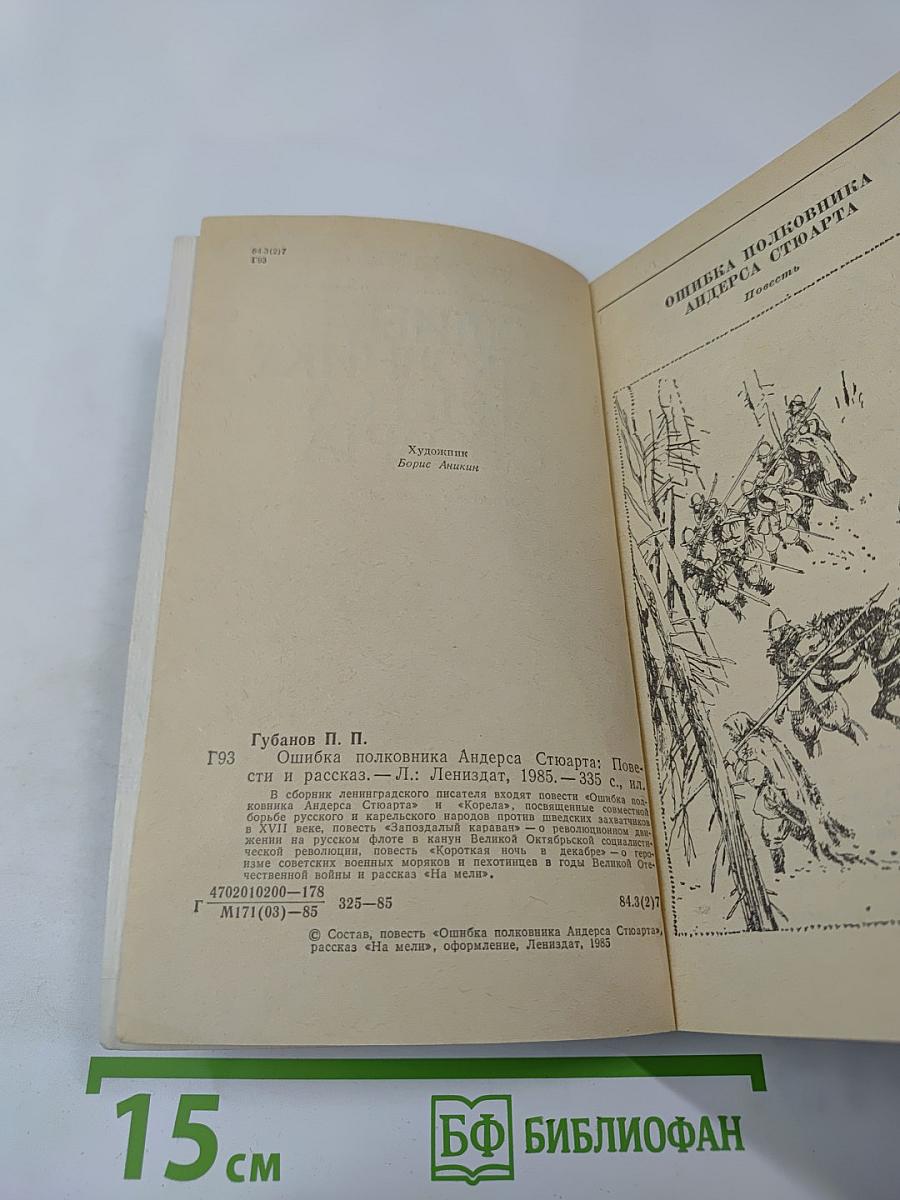 84.3(2)7
Г93
Художник
Борис Аникин
Губанов П. П.
Г93 Ошибка полковника Андерса Стюарта: Пове-
сти и рассказ. — Л.: Лениздат, 1985. — 335 с., ил.
В сборник ленинградского писателя входят повести «Ошибка пол-
ковника Андерса Стюарта» и «Корела», посвященные совместной
борьбе русского и карельского народов против шведских захватчиков
в XVII веке, повесть «Запоздалый караван» — о революционном дви-
жении на русском флоте в канун Великой Октябрьской социалисти-
ческой революции, повесть «Короткая ночь в декабре» — о геро-
изме советских военных моряков и пехотинцев в годы Великой Оте-
чественной войны и рассказ «На мели».
Г 4702010200—178
М171(03)—85 325—85 84.3(2)7
© Состав, повесть «Ошибка полковника Андерса Стюарта»,
рассказ «На мели», оформление, Лениздат, 1985
ОШИБКА ПОЛКОВНИКА
АНДЕРСА СТЮАРТА
Повесть
15 см
БФ БИБЛИОФАН